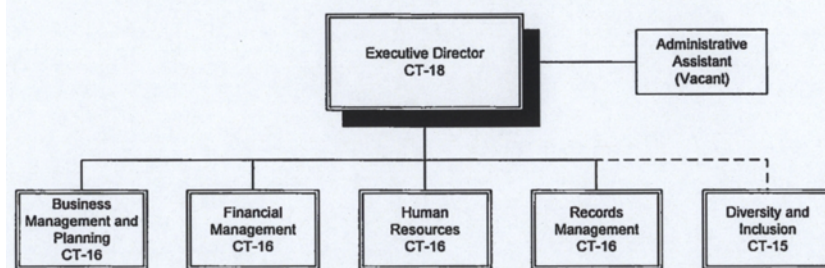 Executive Director
CT-18
Administrative
Assistant
(Vacant)
Business
Management and
Planning
CT-16
Financial
Management
CT-16
Human
Resources
CT-16
Records
Management
CT-16
Diversity and
Inclusion
CT-15